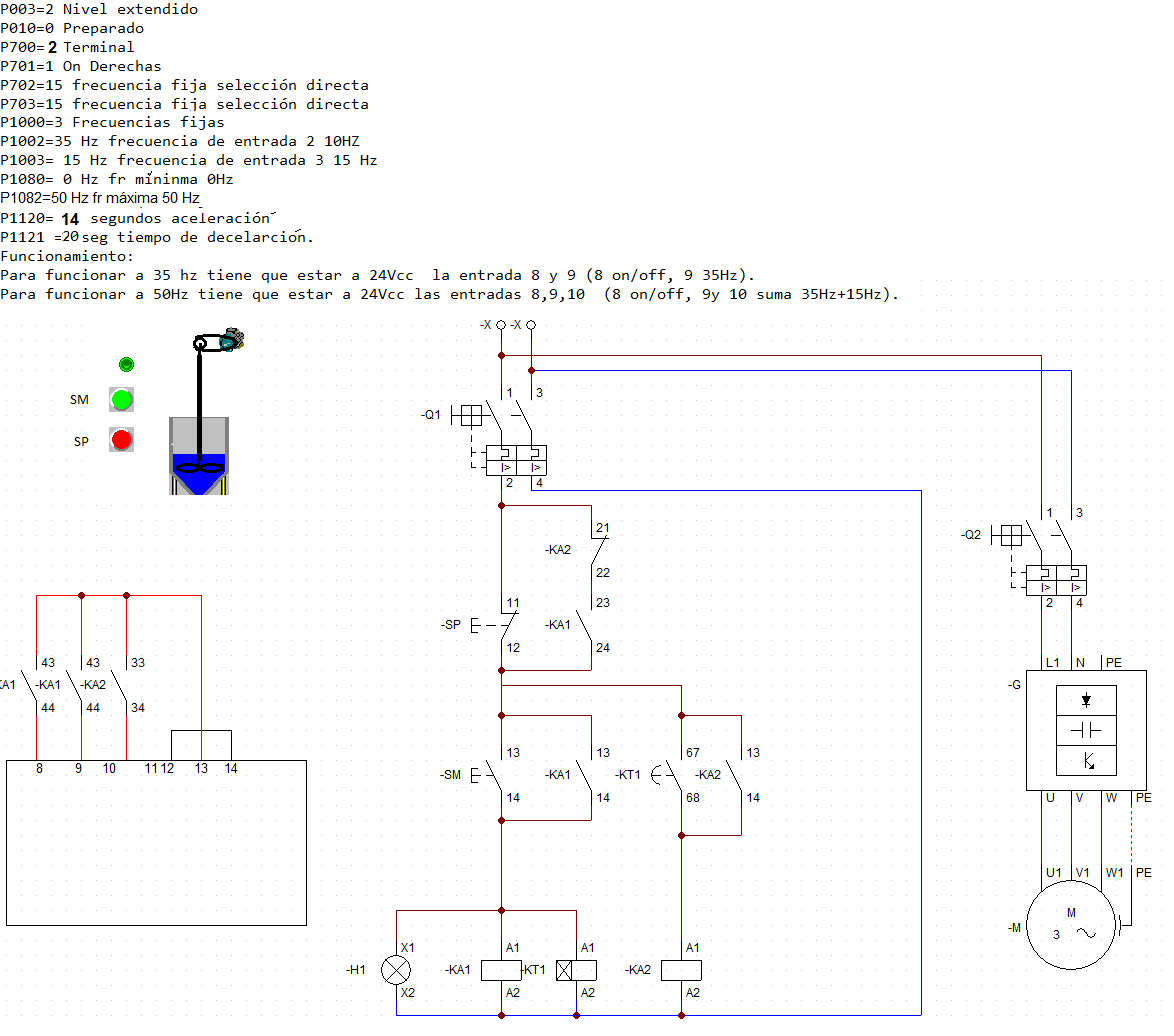 P003=2 Nivel extendido
P010=0 Preparado
P700= 2 Terminal
P701=1 On Derechas
P702=15 frecuencia fija selección directa
P703=15 frecuencia fija selección directa
P1000=3 Frecuencias fijas
P1002=35 Hz frecuencia de entrada 2 10HZ
P1003= 15 Hz frecuencia de entrada 3 15 Hz
P1080= 0 Hz fr míninma 0Hz
P1082=50 Hz fr máxima 50 Hz
P1120= 14 segundos aceleración
P1121 =20 seg tiempo de decelarción.
Funcionamiento:
Para funcionar a 35 hz tiene que estar a 24Vcc la entrada 8 y 9 (8 on/off, 9 35Hz).
Para funcionar a 50Hz tiene que estar a 24Vcc las entradas 8,9,10 (8 on/off, 9y 10 suma 35Hz+15Hz).
-X -X
SM
SP
1 3
-Q1
I> I>
2 4
1 3
-Q2
I> I>
2 4
21
-KA2
22
11 23
-SP -KA1
12 24
43 43 33
KA1 -KA1 -KA2
44 44 34
8 9 10 11 12 13 14
L1 N PE
-G
13 13 67 13
-SM -KA1 -KT1 -KA2
14 14 68 14
U V W PE
U1 V1 W1 PE
M
-M 3
X1 A1 A1 A1
-H1 -KA1 -KT1 -KA2
X2 A2 A2 A2